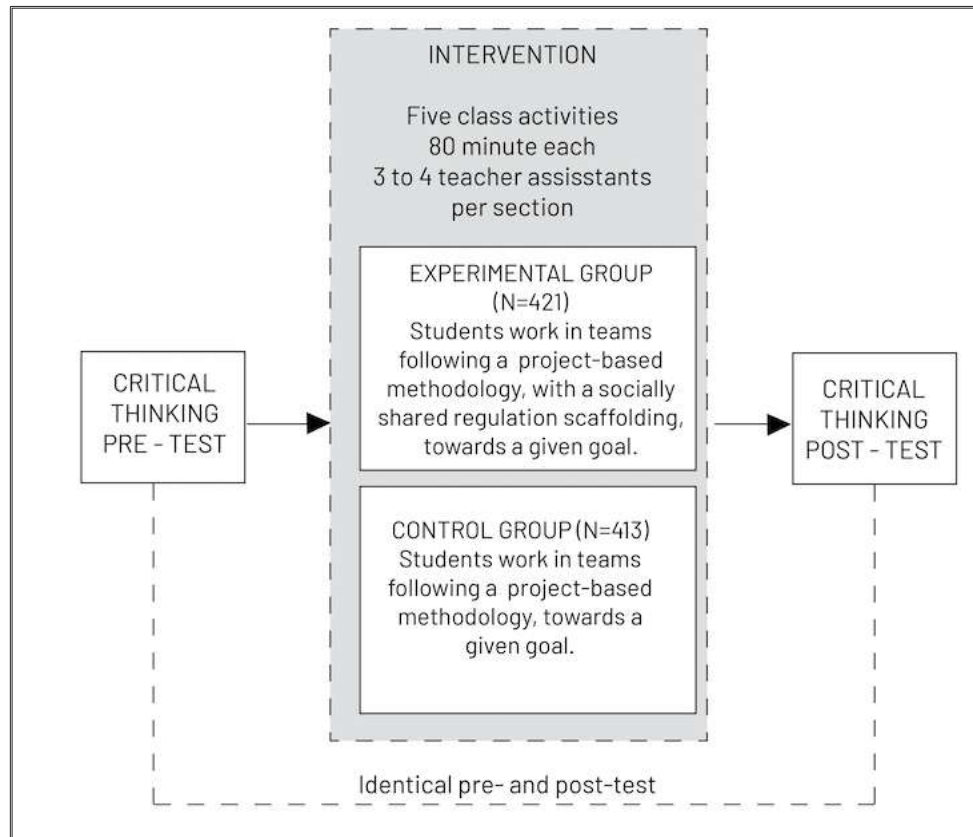 INTERVENTION
Five class activities
80 minute each
3 to 4 teacher assisstants
per section
EXPERIMENTAL GROUP
(N=421)
Students work in teams
following a project-based
methodology, with a socially
shared regulation scaffolding,
towards a given goal.
CRITICAL
THINKING
PRE - TEST
CRITICAL
THINKING
POST - TEST
CONTROL GROUP (N=413)
Students work in teams
following a project-based
methodology, towards a
given goal.
Identical pre- and post-test